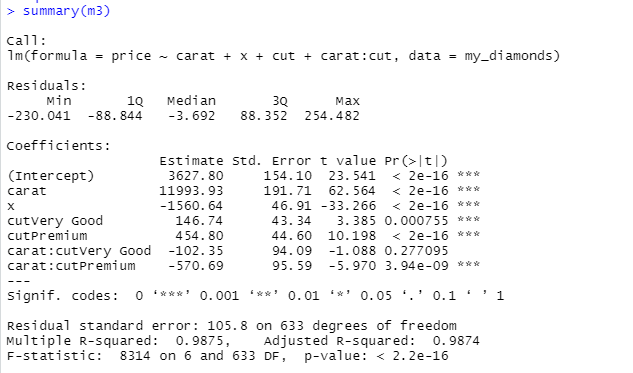 > summary(m3)
Call:
lm(formula = price ~ carat + x + cut + carat:cut, data = my_diamonds)
Residuals:
     Min       1Q   Median       3Q      Max
-230.041  -88.844   -3.692   88.352  254.482
Coefficients:
                    Estimate Std. Error t value Pr(>|t|)
(Intercept)          3627.80     154.10  23.541  < 2e-16 ***
carat               11993.93     191.71  62.564  < 2e-16 ***
x                   -1560.64      46.91 -33.266  < 2e-16 ***
cutVery Good          146.74      43.34   3.385 0.000755 ***
cutPremium            454.80      44.60  10.198  < 2e-16 ***
carat:cutVery Good   -102.35      94.09  -1.088 0.277095
carat:cutPremium     -570.69      95.59  -5.970 3.94e-09 ***
---
Signif. codes:  0 ‘***’ 0.001 ‘**’ 0.01 ‘*’ 0.05 ‘.’ 0.1 ‘ ’ 1
Residual standard error: 105.8 on 633 degrees of freedom
Multiple R-squared:  0.9875,    Adjusted R-squared:  0.9874
F-statistic:  8314 on 6 and 633 DF,  p-value: < 2.2e-16